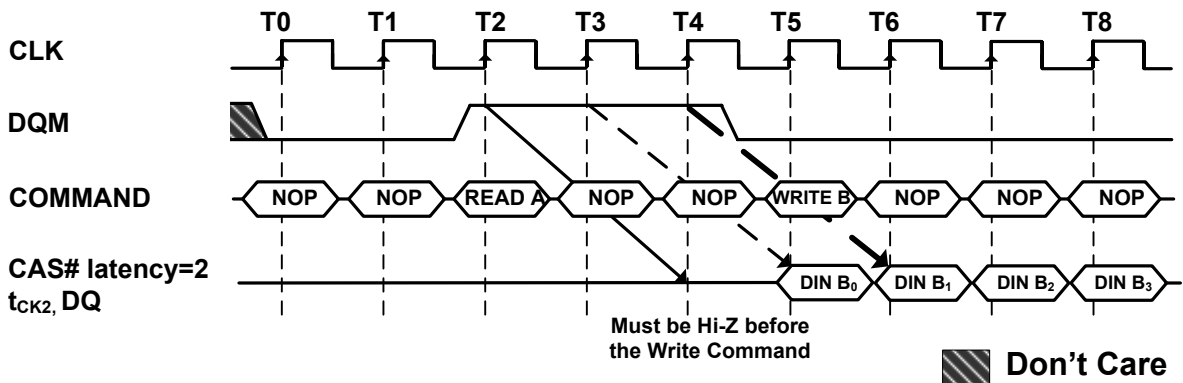 T0 T1 T2 T3 T4 T5 T6 T7 T8
CLK
DQM
COMMAND NOP NOP READ A NOP NOP WRITE B NOP NOP NOP
CAS# latency=2
tCK2, DQ DIN B0 DIN B1 DIN B2 DIN B3
Must be Hi-Z before
the Write Command
Don't Care